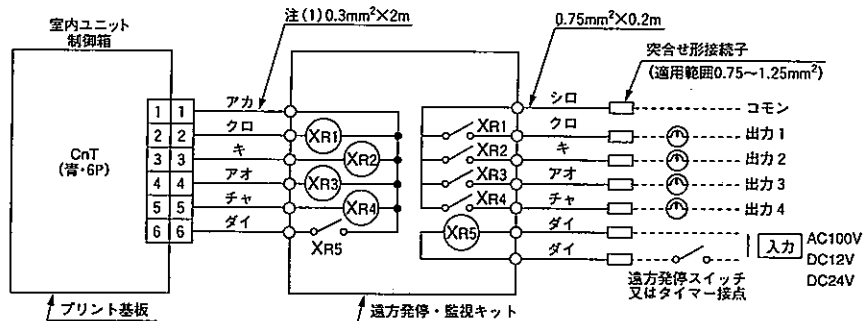 室内ユニット
制御箱
注(1)0.3mm²×2m
0.75mm²×0.2m
突合せ形接続子
(適用範囲0.75〜1.25mm²)
CnT
(青・6P)
1 1
2 2
3 3
4 4
5 5
6 6
アカ
クロ
キ
アオ
チャ
ダイ
XR1
XR2
XR3
XR4
XR5
XR1
XR2
XR3
XR4
XR5
シロ
クロ
キ
アオ
チャ
ダイ
ダイ
コモン
出力1
出力2
出力3
出力4
入力
AC100V
DC12V
DC24V
遠方発停スイッチ
又はタイマー接点
プリント基板
遠方発停・監視キット